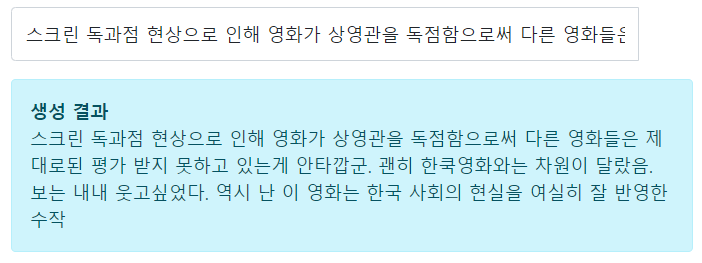 스크린 독과점 현상으로 인해 영화가 상영관을 독점함으로써 다른 영화들은
생성 결과
스크린 독과점 현상으로 인해 영화가 상영관을 독점함으로써 다른 영화들은 제
대로된 평가 받지 못하고 있는게 안타깝군. 괜히 한국영화와는 차원이 달랐음.
보는 내내 웃고싶었다. 역시 난 이 영화는 한국 사회의 현실을 여실히 잘 반영한
수작